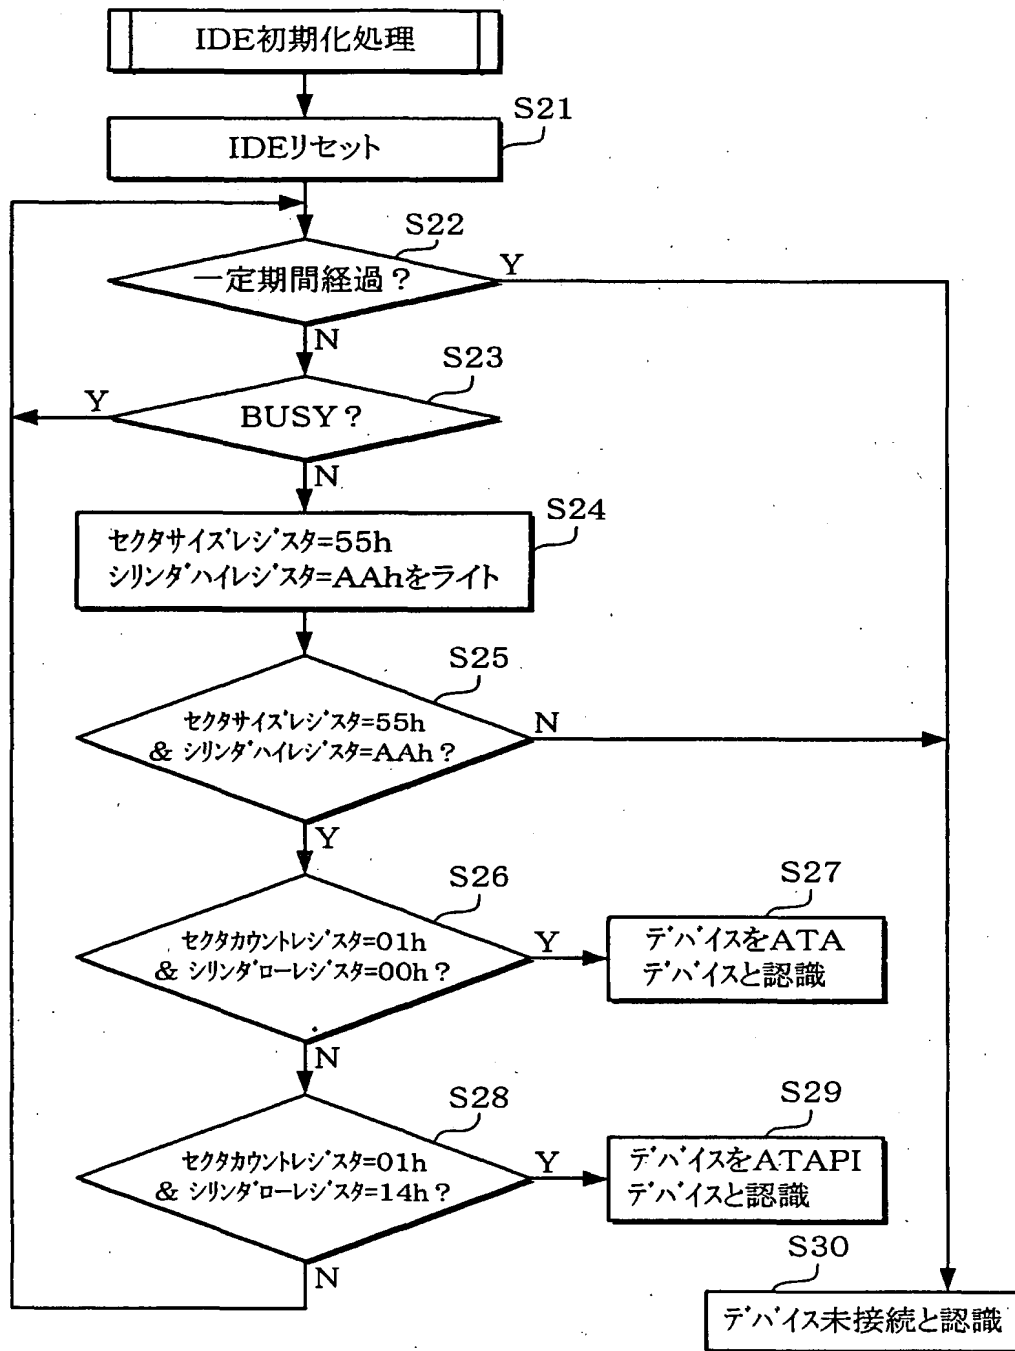 IDE初期化処理
S21
IDEリセット
S22
一定期間経過？
Y
N
S23
Y
BUSY？
N
S24
セクタサイズレジスタ=55h
シリンダハイレジスタ=AAhをライト
S25
セクタサイズレジスタ=55h
& シリンダハイレジスタ=AAh？
N
Y
S26
セクタカウントレジスタ=01h
& シリンダローレジスタ=00h？
Y
N
S27
デバイスをATA
デバイスと認識
S28
セクタカウントレジスタ=01h
& シリンダローレジスタ=14h？
Y
N
S29
デバイスをATAPI
デバイスと認識
S30
デバイス未接続と認識